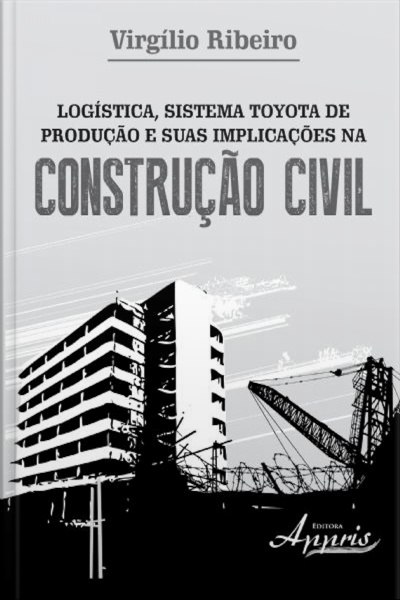 Virgílio Ribeiro
LOGÍSTICA, SISTEMA TOYOTA DE
PRODUÇÃO E SUAS IMPLICAÇÕES NA
CONSTRUÇÃO CIVIL
EDITORA
Appris